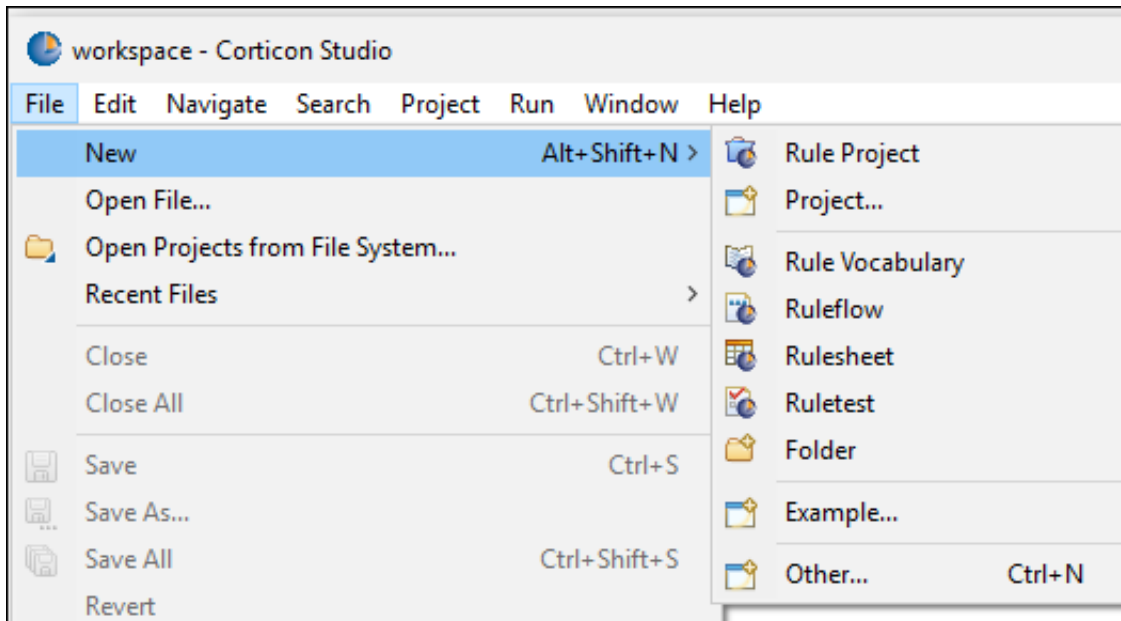 workspace - Corticon Studio
File Edit Navigate Search Project Run Window Help
New Alt+Shift+N >
Open File...
Open Projects from File System...
Recent Files >
Close Ctrl+W
Close All Ctrl+Shift+W
Save Ctrl+S
Save As...
Save All Ctrl+Shift+S
Revert
Rule Project
Project...
Rule Vocabulary
Ruleflow
Rulesheet
Ruletest
Folder
Example...
Other... Ctrl+N